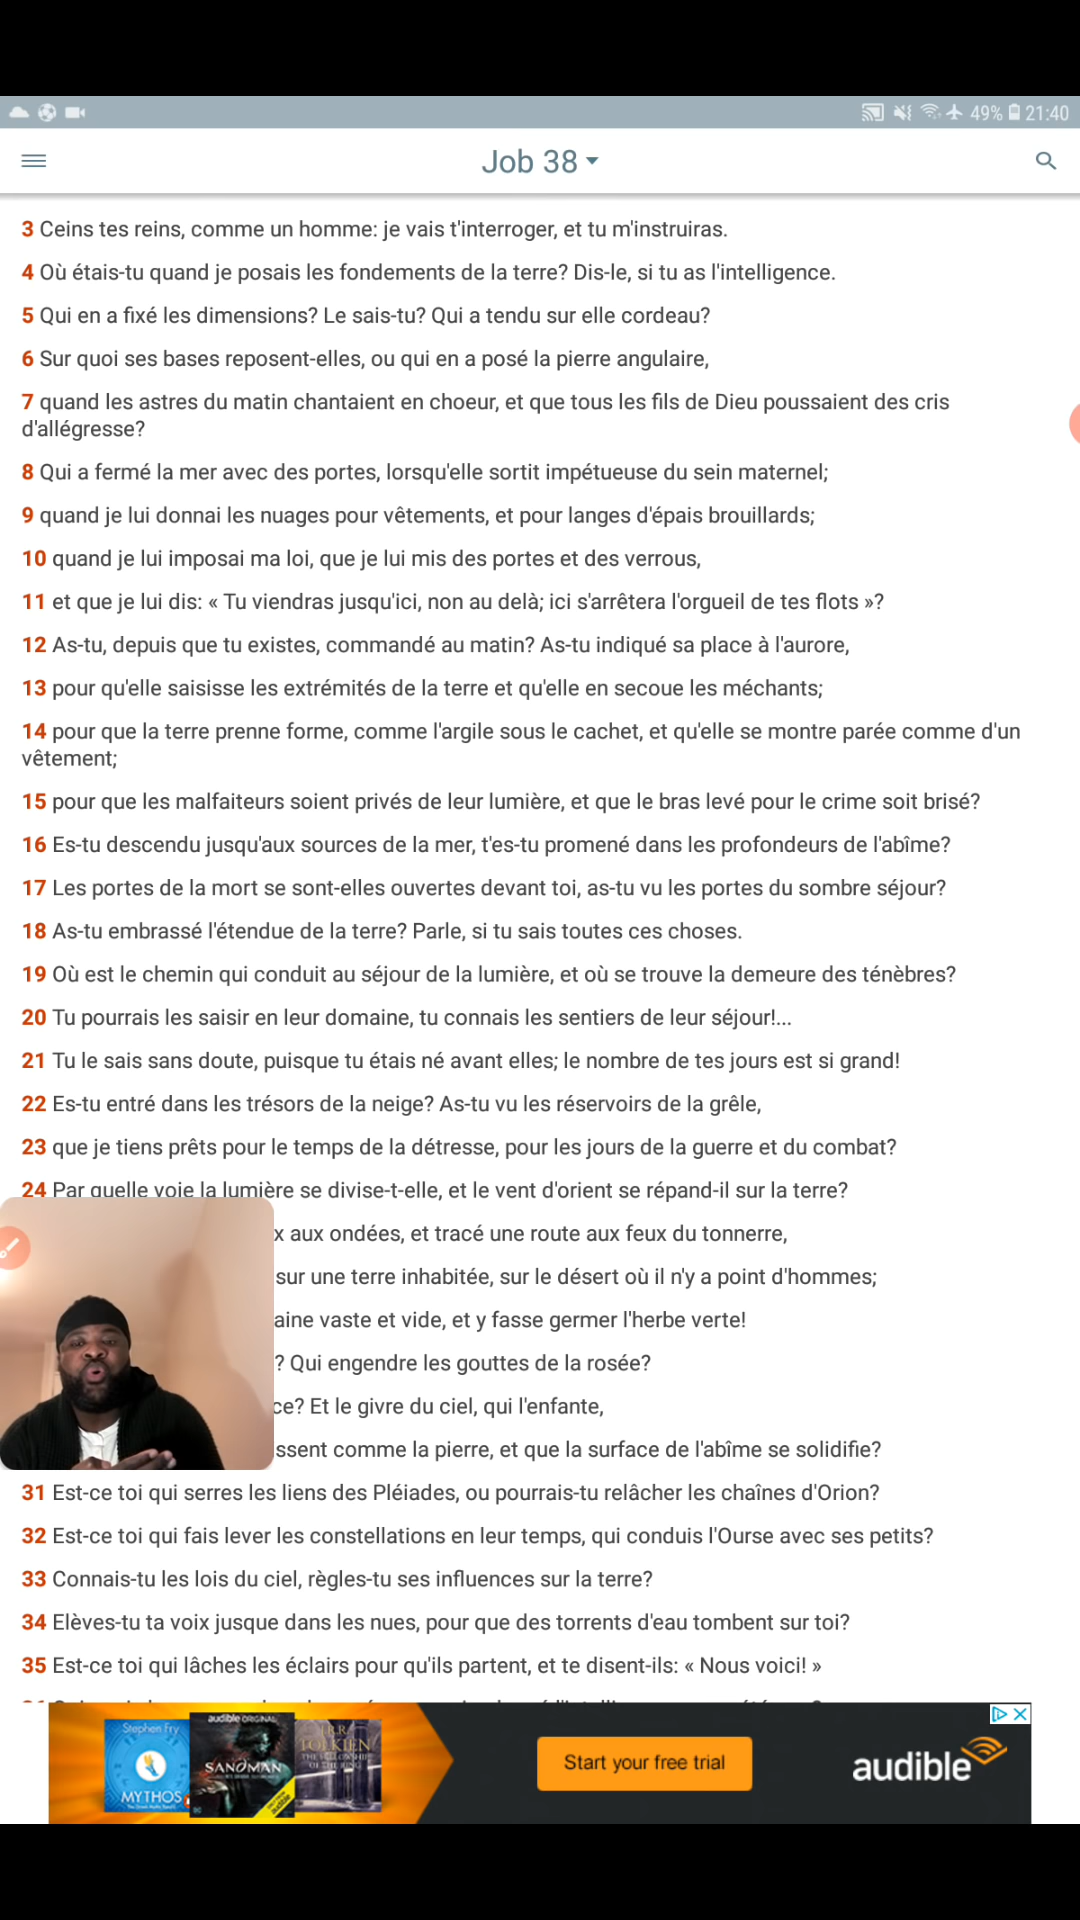 49% 21:40
Job 38
3 Ceins tes reins, comme un homme: je vais t'interroger, et tu m'instruiras.
4 Où étais-tu quand je posais les fondements de la terre? Dis-le, si tu as l'intelligence.
5 Qui en a fixé les dimensions? Le sais-tu? Qui a tendu sur elle cordeau?
6 Sur quoi ses bases reposent-elles, ou qui en a posé la pierre angulaire,
7 quand les astres du matin chantaient en choeur, et que tous les fils de Dieu poussaient des cris
d'allégresse?
8 Qui a fermé la mer avec des portes, lorsqu'elle sortit impétueuse du sein maternel;
9 quand je lui donnai les nuages pour vêtements, et pour langes d'épais brouillards;
10 quand je lui imposai ma loi, que je lui mis des portes et des verrous,
11 et que je lui dis: « Tu viendras jusqu'ici, non au delà; ici s'arrêtera l'orgueil de tes flots »?
12 As-tu, depuis que tu existes, commandé au matin? As-tu indiqué sa place à l'aurore,
13 pour qu'elle saisisse les extrémités de la terre et qu'elle en secoue les méchants;
14 pour que la terre prenne forme, comme l'argile sous le cachet, et qu'elle se montre parée comme d'un
vêtement;
15 pour que les malfaiteurs soient privés de leur lumière, et que le bras levé pour le crime soit brisé?
16 Es-tu descendu jusqu'aux sources de la mer, t'es-tu promené dans les profondeurs de l'abîme?
17 Les portes de la mort se sont-elles ouvertes devant toi, as-tu vu les portes du sombre séjour?
18 As-tu embrassé l'étendue de la terre? Parle, si tu sais toutes ces choses.
19 Où est le chemin qui conduit au séjour de la lumière, et où se trouve la demeure des ténèbres?
20 Tu pourrais les saisir en leur domaine, tu connais les sentiers de leur séjour!...
21 Tu le sais sans doute, puisque tu étais né avant elles; le nombre de tes jours est si grand!
22 Es-tu entré dans les trésors de la neige? As-tu vu les réservoirs de la grêle,
23 que je tiens prêts pour le temps de la détresse, pour les jours de la guerre et du combat?
24 Par quelle voie la lumière se divise-t-elle, et le vent d'orient se répand-il sur la terre?
x aux ondées, et tracé une route aux feux du tonnerre,
sur une terre inhabitée, sur le désert où il n'y a point d'hommes;
aine vaste et vide, et y fasse germer l'herbe verte!
? Qui engendre les gouttes de la rosée?
ce? Et le givre du ciel, qui l'enfante,
ssent comme la pierre, et que la surface de l'abîme se solidifie?
31 Est-ce toi qui serres les liens des Pléiades, ou pourrais-tu relâcher les chaînes d'Orion?
32 Est-ce toi qui fais lever les constellations en leur temps, qui conduis l'Ourse avec ses petits?
33 Connais-tu les lois du ciel, règles-tu ses influences sur la terre?
34 Elèves-tu ta voix jusque dans les nues, pour que des torrents d'eau tombent sur toi?
35 Est-ce toi qui lâches les éclairs pour qu'ils partent, et te disent-ils: « Nous voici! »
Stephen Fry
MYTHOS
audible ORIGINAL
SANDMAN
J.R.R.
TOLKIEN
THE FELLOWSHIP
OF THE RING
Start your free trial
audible